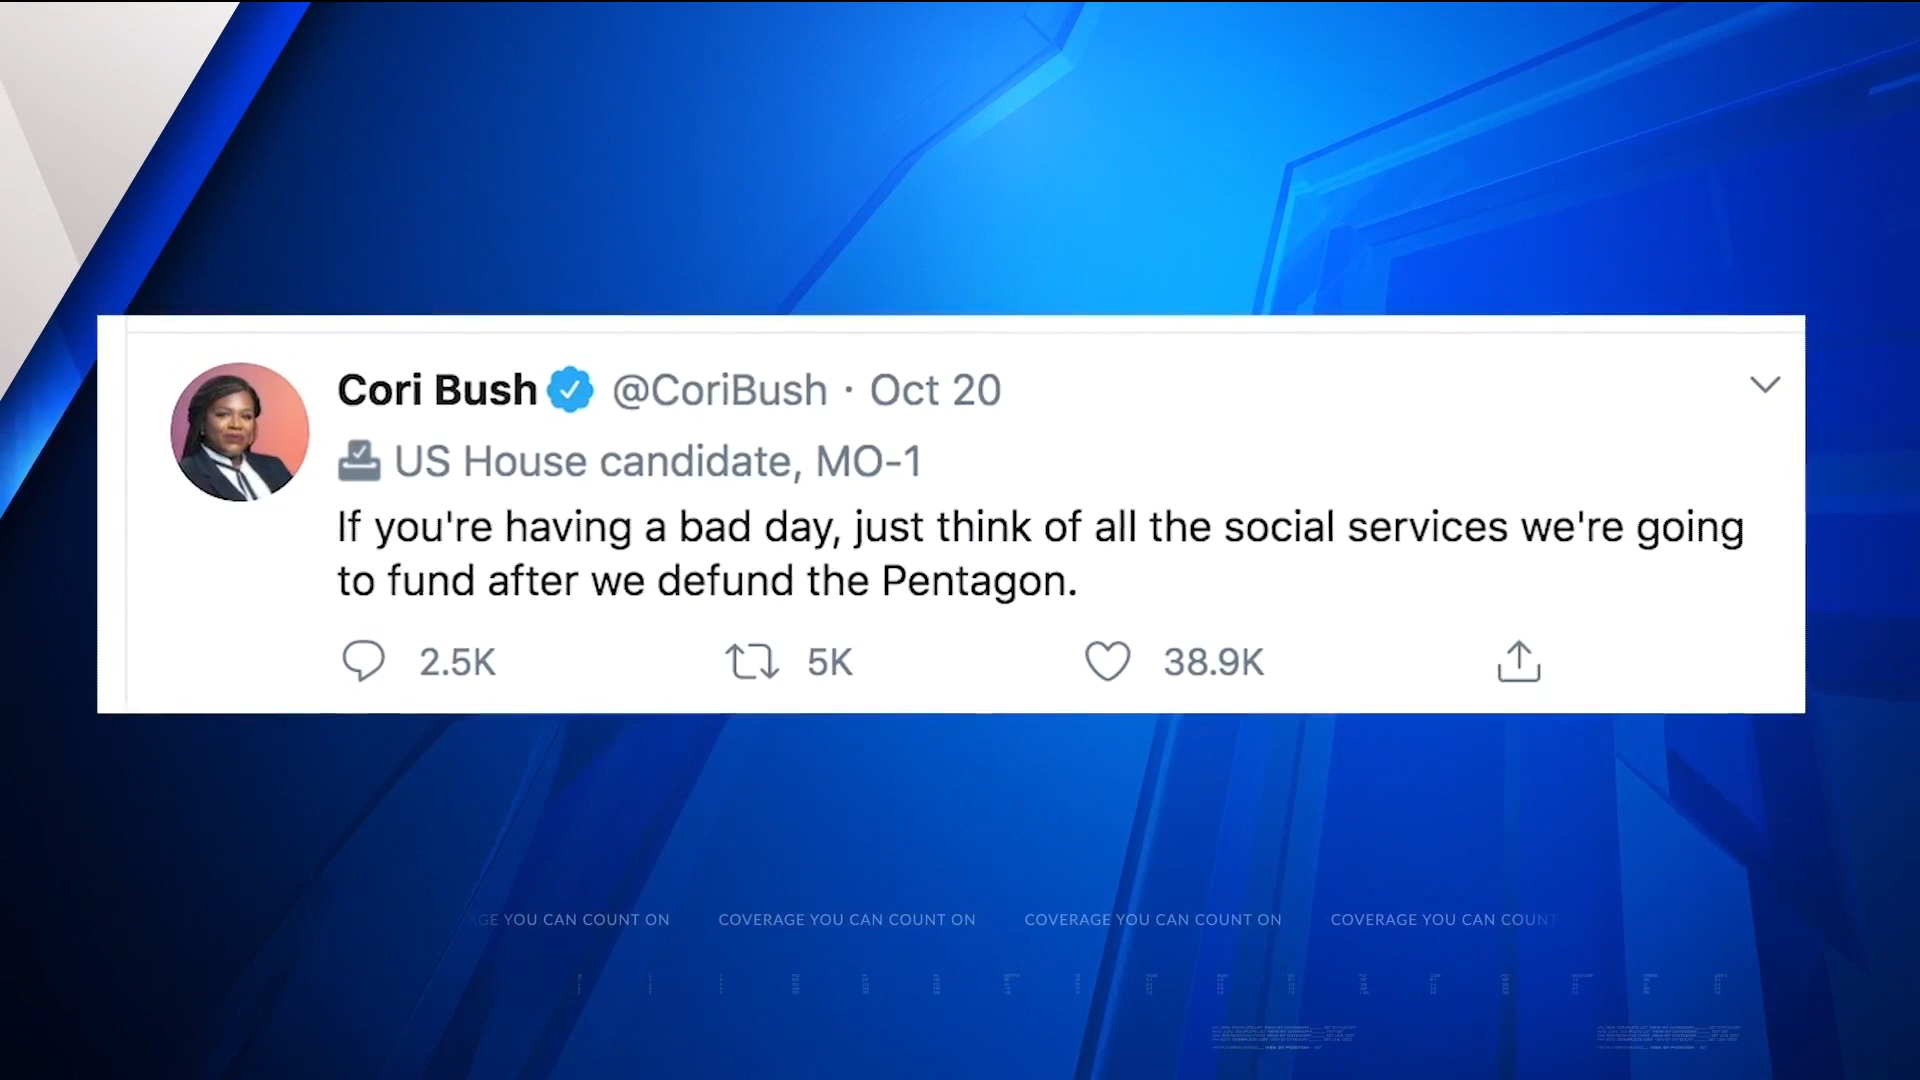 Cori Bush @CoriBush · Oct 20
US House candidate, MO-1
If you're having a bad day, just think of all the social services we're going
to fund after we defund the Pentagon.
2.5K 5K 38.9K
YOU CAN COUNT ON COVERAGE YOU CAN COUNT ON COVERAGE YOU CAN COUNT ON COVERAGE YOU CAN COUNT